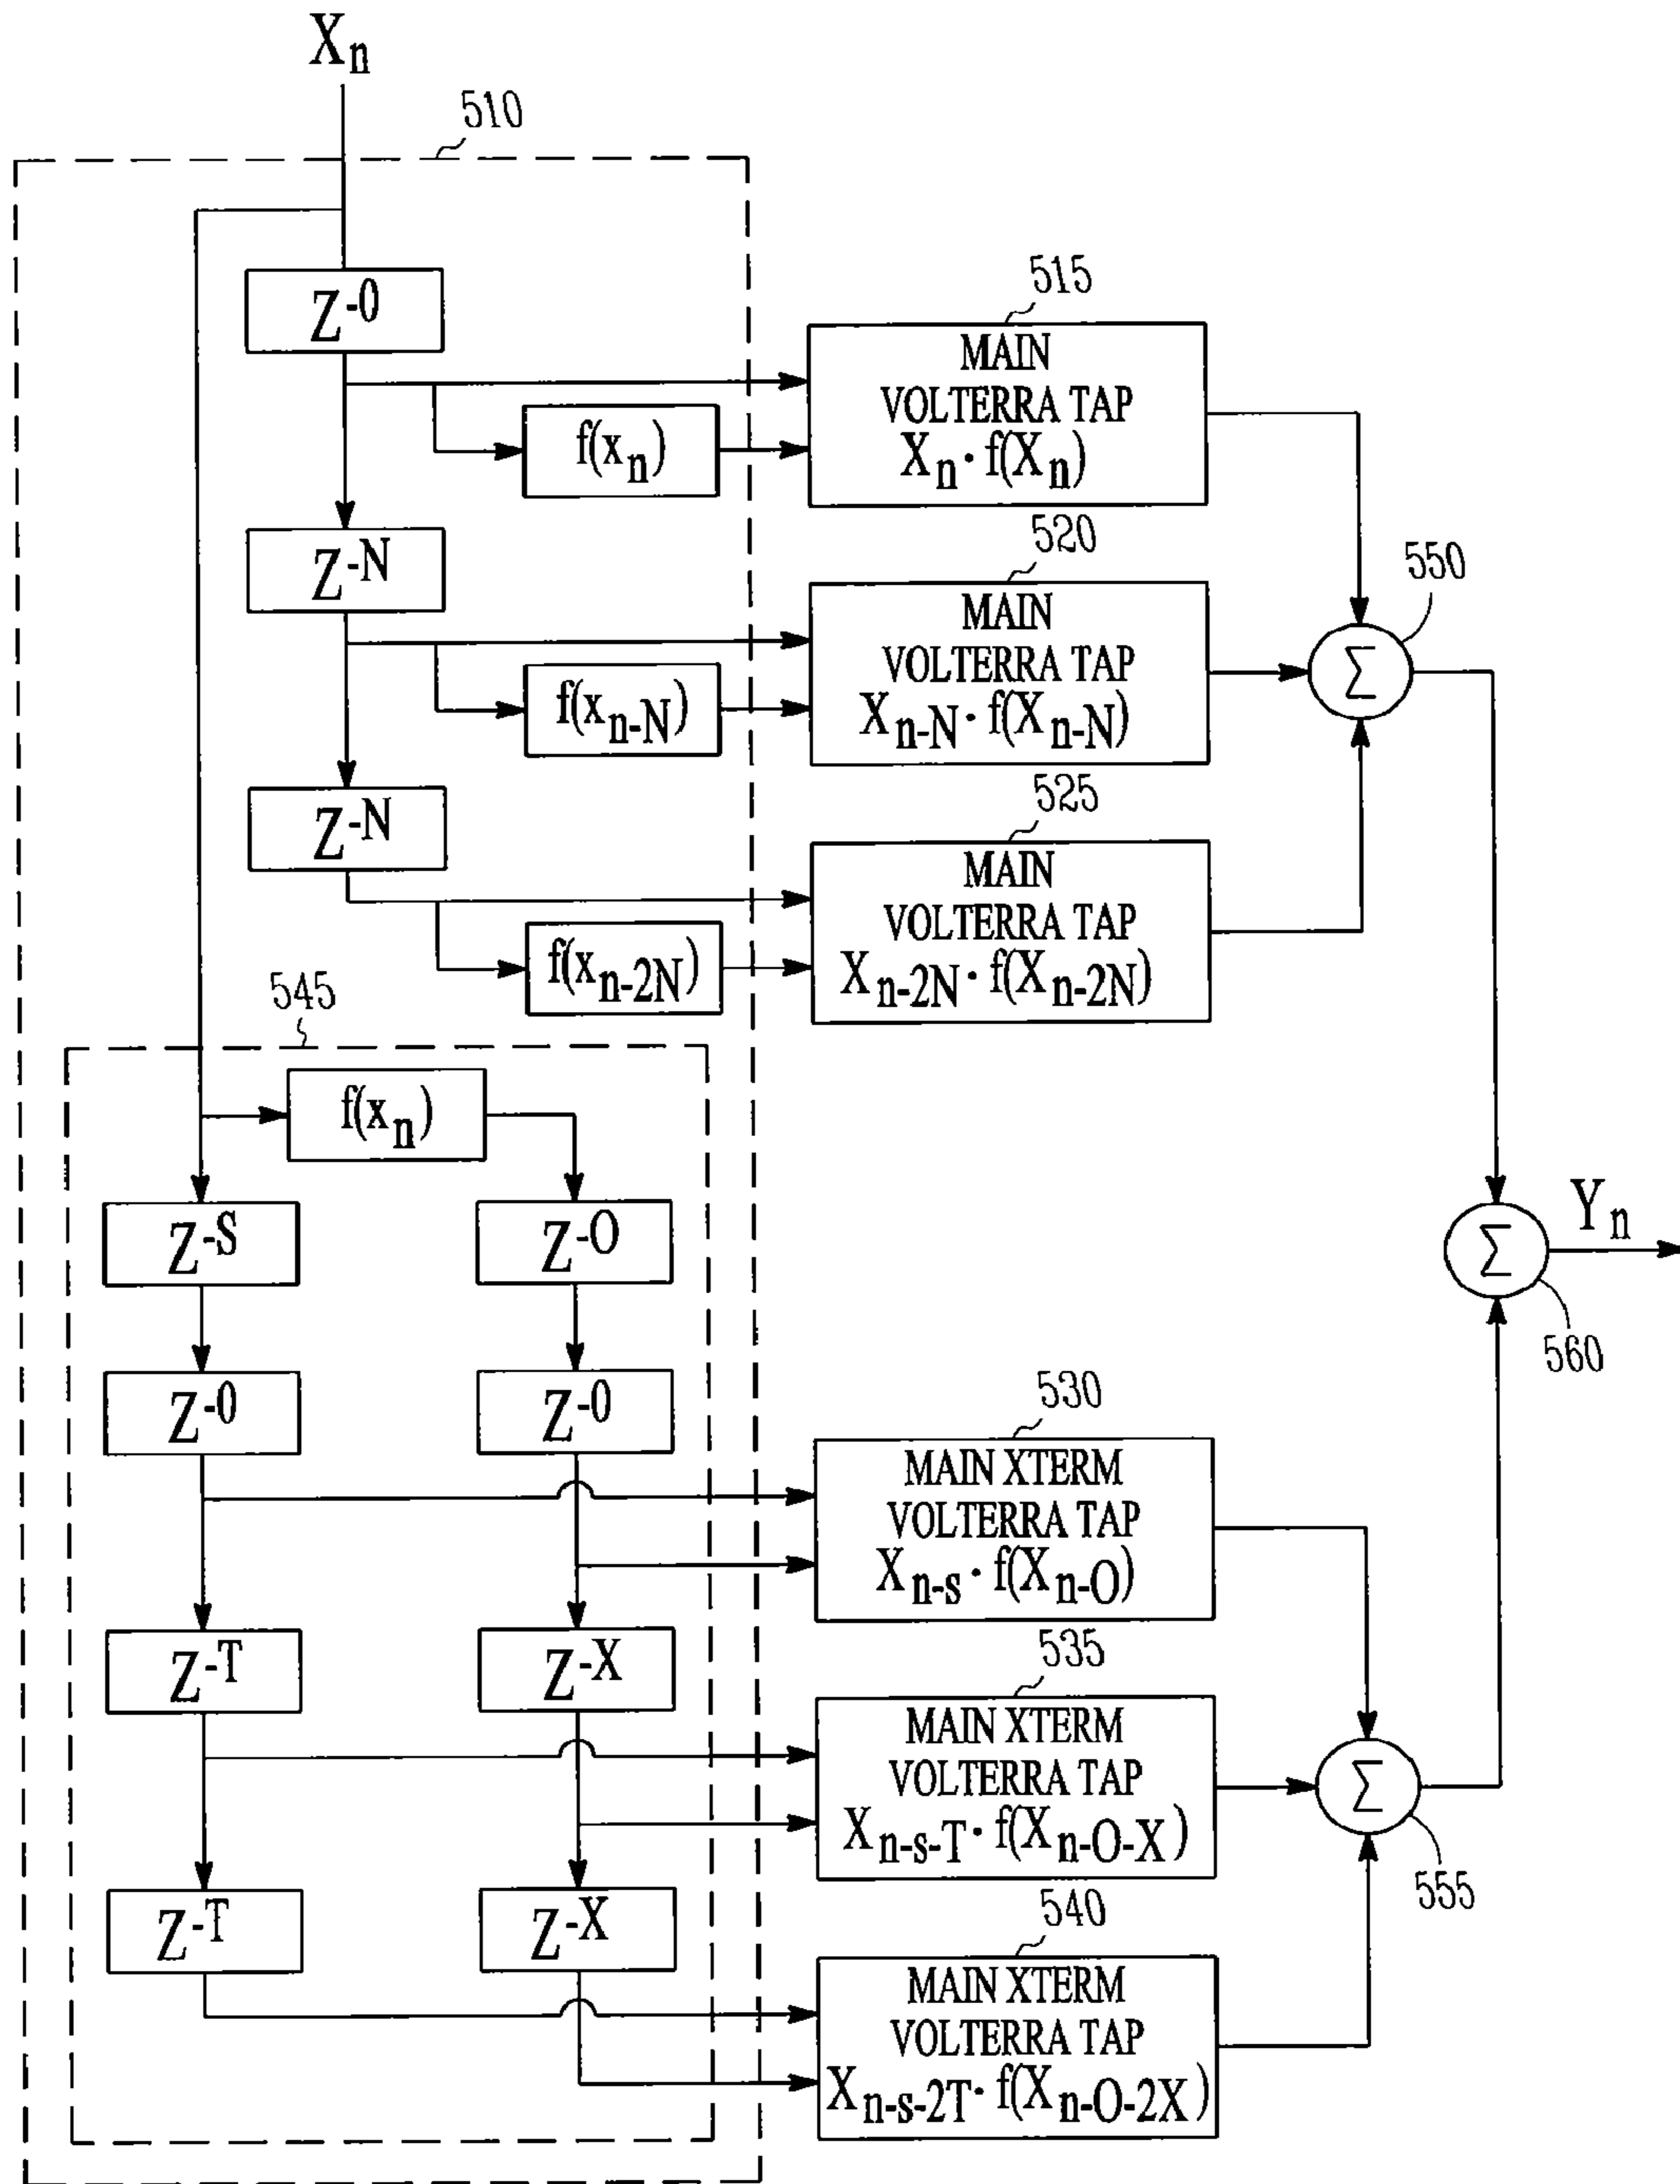 Xn
510
Z-0
515
MAIN
VOLTERRA TAP
Xn · f(Xn)
f(xn)
Z-N
520
MAIN
VOLTERRA TAP
Xn-N · f(Xn-N)
f(xn-N)
550
Σ
Z-N
525
MAIN
VOLTERRA TAP
Xn-2N · f(Xn-2N)
f(xn-2N)
545
f(xn)
Z-S
Z-O
Σ
Yn
560
Z-0
Z-0
530
MAIN XTERM
VOLTERRA TAP
Xn-s · f(Xn-O)
Z-T
Z-X
535
MAIN XTERM
VOLTERRA TAP
Xn-s-T · f(Xn-O-X)
Σ
555
Z-T
Z-X
540
MAIN XTERM
VOLTERRA TAP
Xn-s-2T · f(Xn-O-2X)